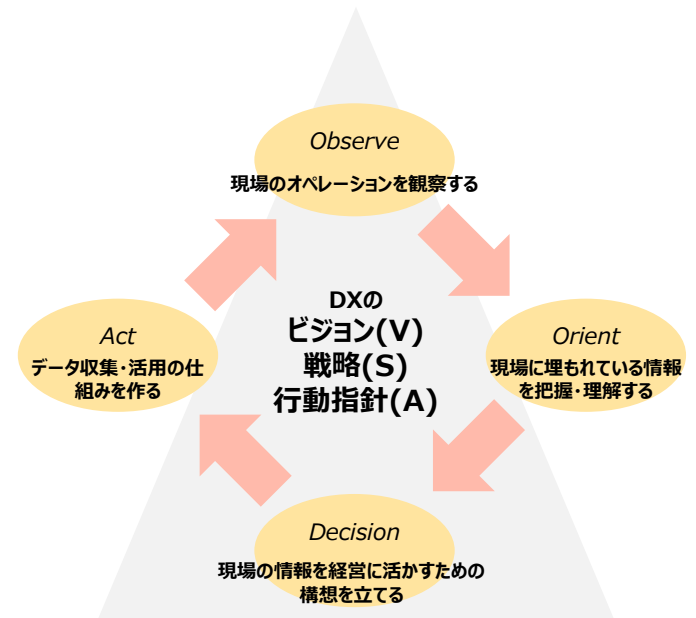 Observe
現場のオペレーションを観察する
DXの
ビジョン(V)
戦略(S)
行動指針(A)
Act
データ収集・活用の仕
組みを作る
Orient
現場に埋もれている情報
を把握・理解する
Decision
現場の情報を経営に活かすための
構想を立てる